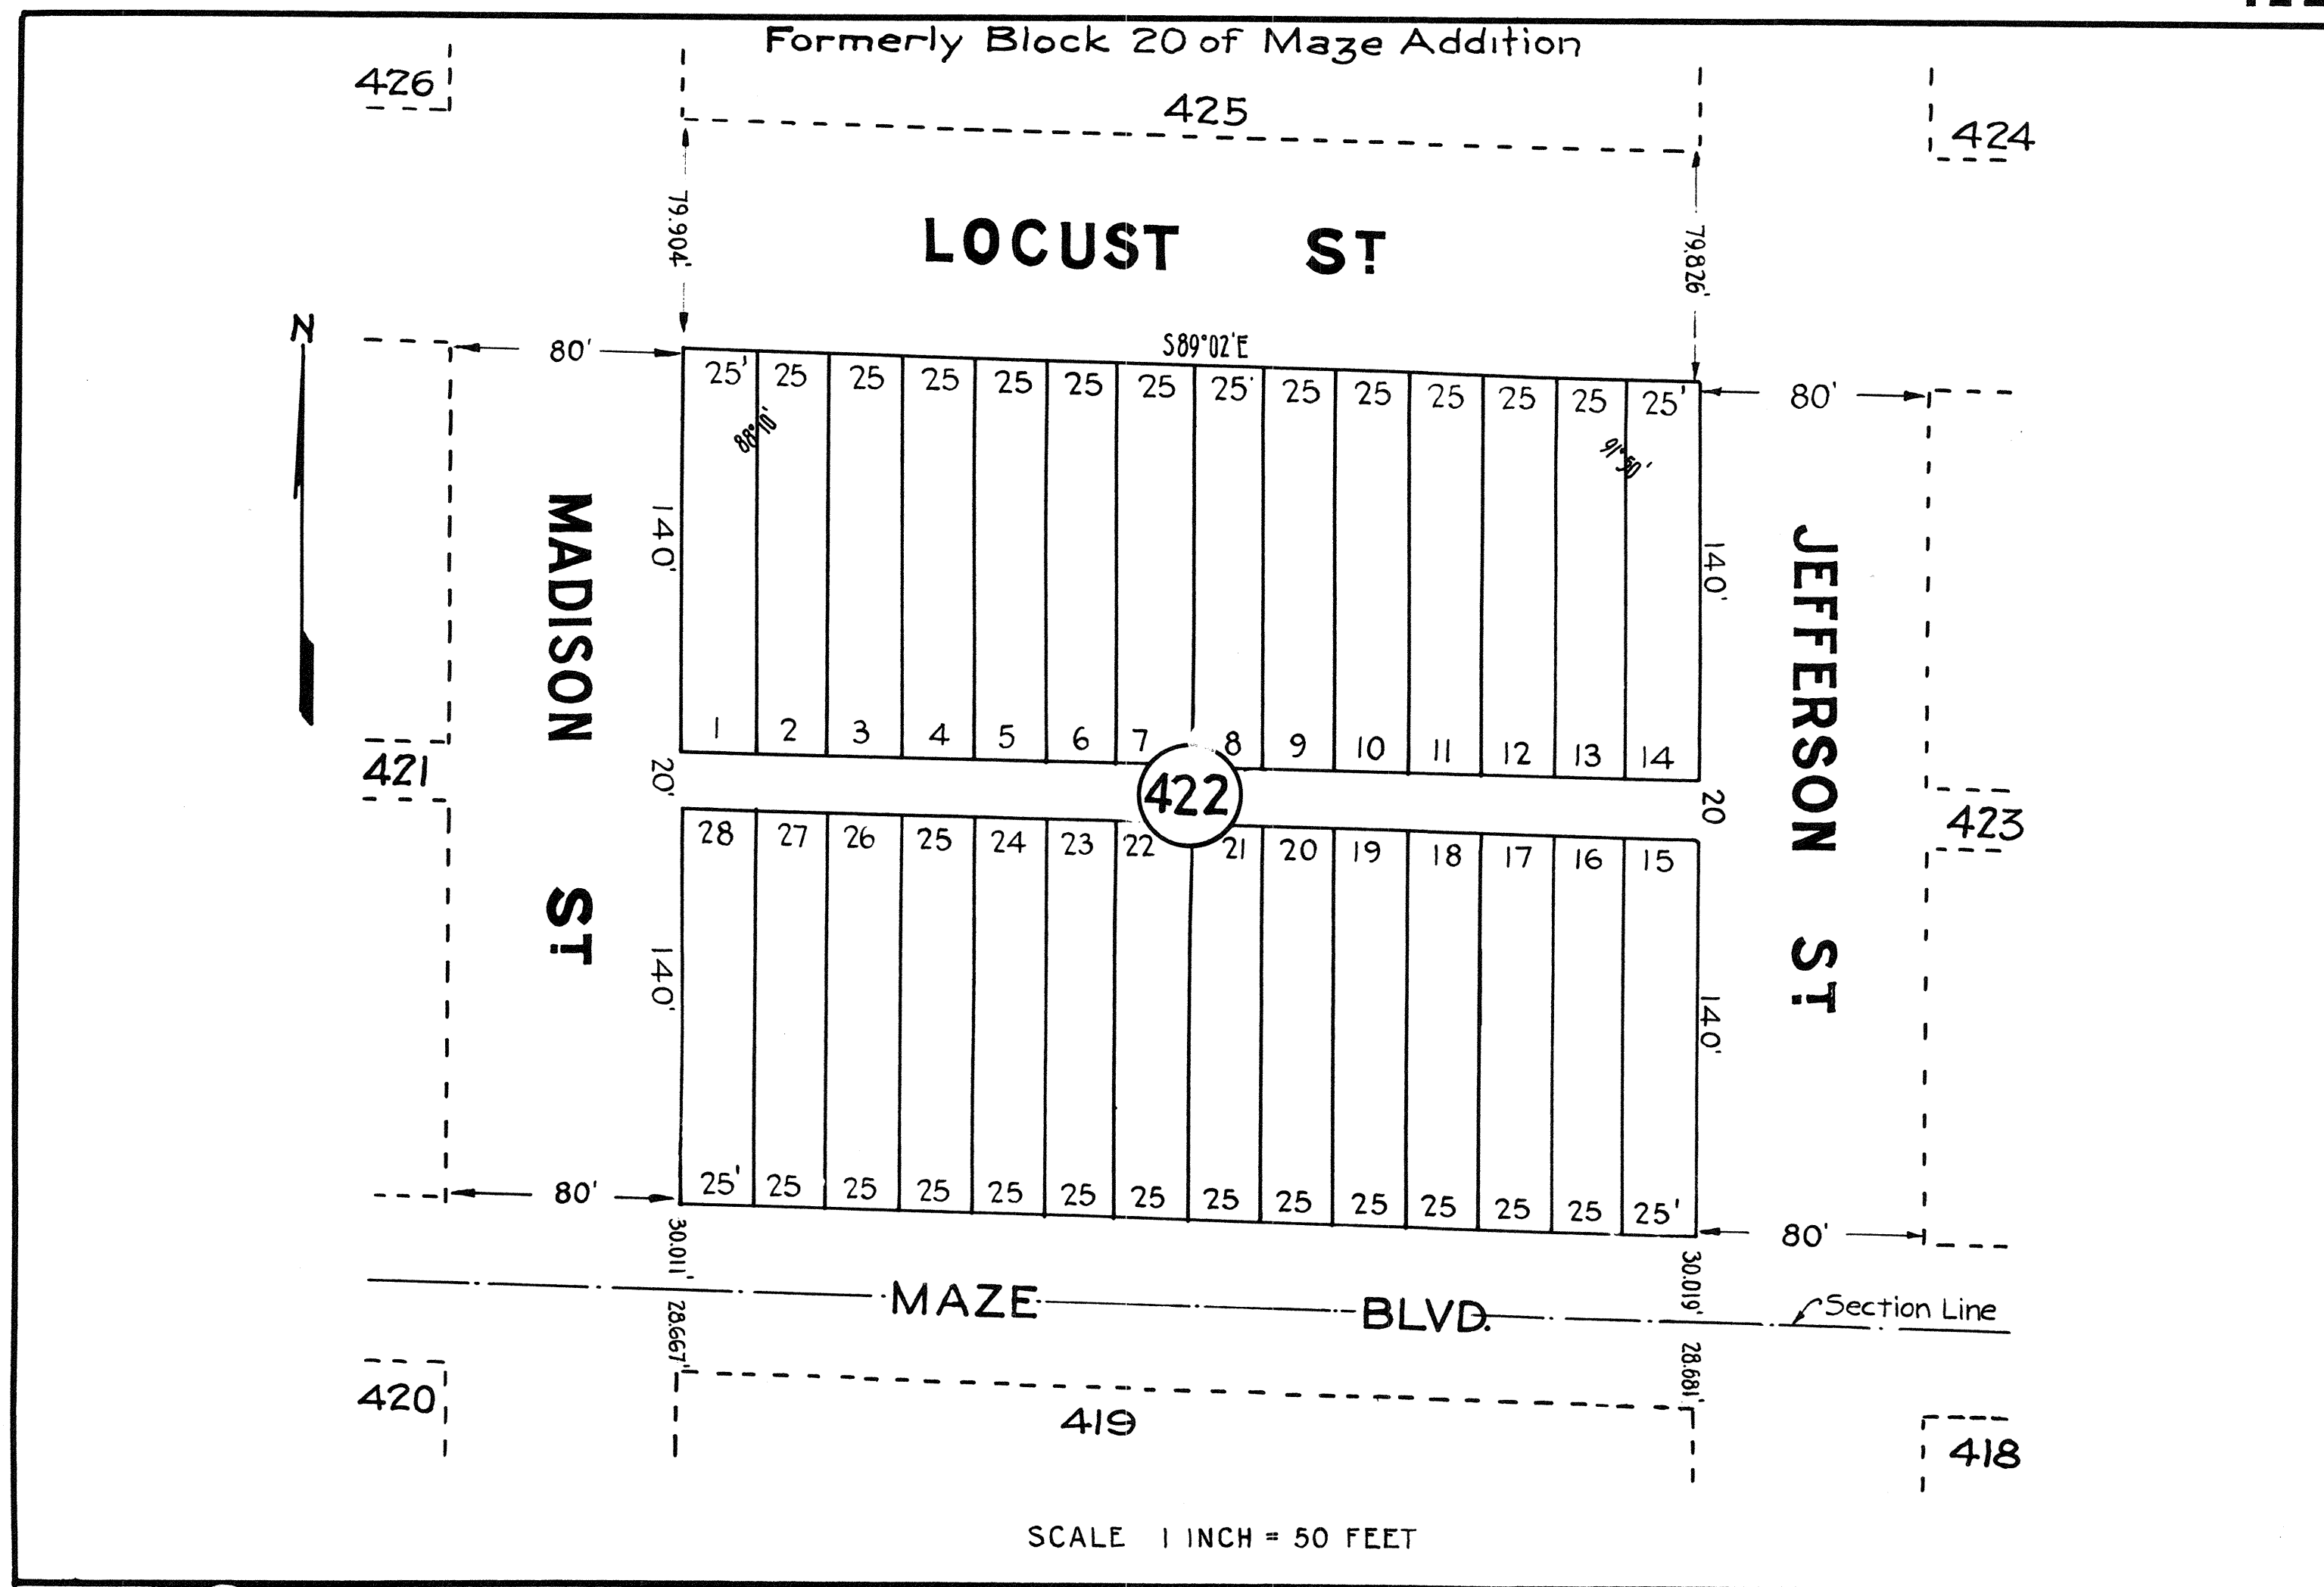 Formerly Block 20 of Maze Addition
426
425
424
79.904'
79.826'
LOCUST ST
N
80'
S89°02'E
80'
25' 25 25 25 25 25 25 25' 25 25 25 25 25 25'
88° 10'
91° 50'
MADISON ST
140'
140'
JEFFERSON ST
1 2 3 4 5 6 7 8 9 10 11 12 13 14
421
20'
422
20
423
28 27 26 25 24 23 22 21 20 19 18 17 16 15
140'
140'
25' 25 25 25 25 25 25 25 25 25 25 25 25 25'
80'
80'
30.011'
30.019'
MAZE BLVD.
Section Line
28.667'
28.681'
420
419
418
SCALE 1 INCH = 50 FEET